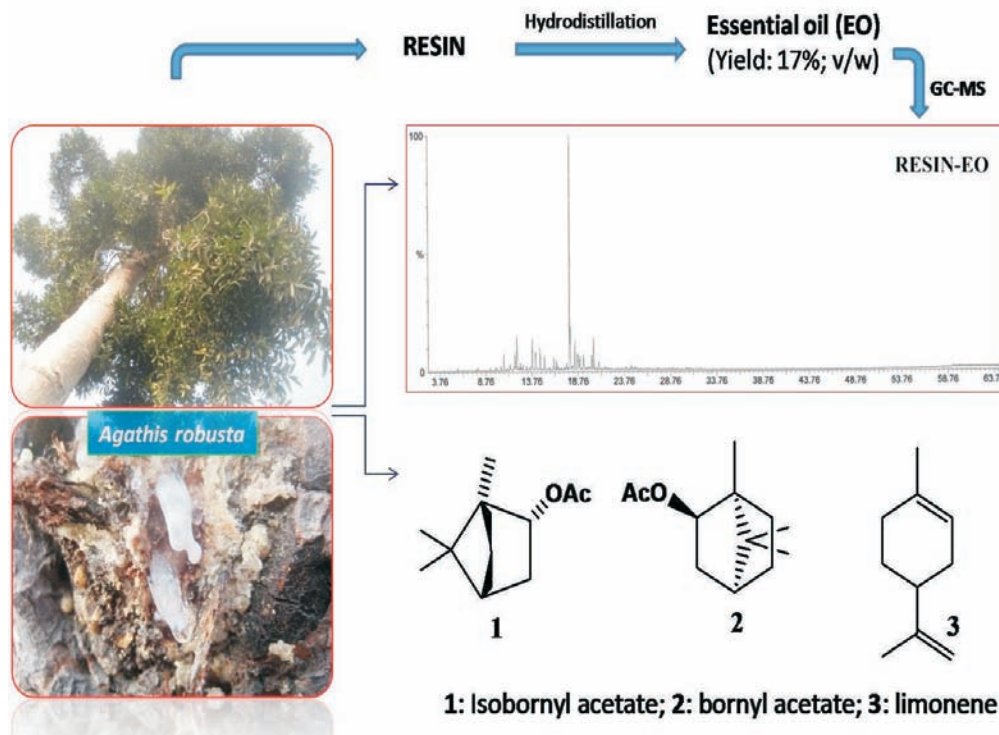 Hydrodistillation
RESIN
Essential oil (EO)
(Yield: 17%; v/w)
GC-MS
100
RESIN-EO
%
0
3.76 8.76 13.76 18.76 23.76 28.76 33.76 38.76 43.76 48.76 53.76 58.76 63.7
Agathis robusta
OAc
AcO
1
2
3
1: Isobornyl acetate; 2: bornyl acetate; 3: limonene